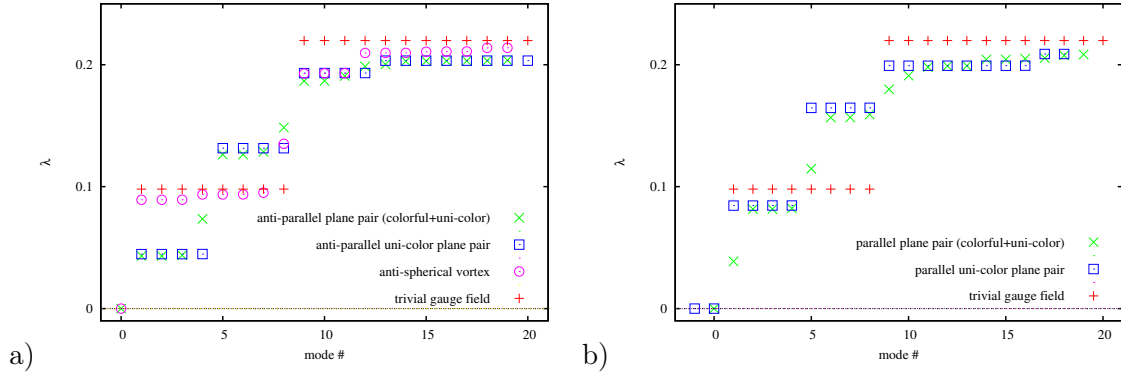 0.2
λ
0.1
anti-parallel plane pair (colorful+uni-color)
anti-parallel uni-color plane pair
anti-spherical vortex
trivial gauge field
0
0 5 10 15 20
mode #
a)
0.2
λ
0.1
parallel plane pair (colorful+uni-color)
parallel uni-color plane pair
trivial gauge field
0
0 5 10 15 20
mode #
b)